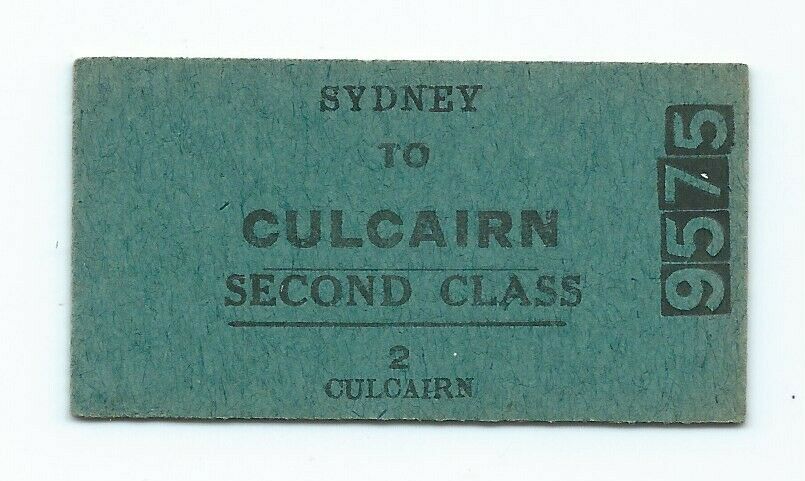 SYDNEY
TO
CULCAIRN
SECOND CLASS
2
CULCAIRN
9575